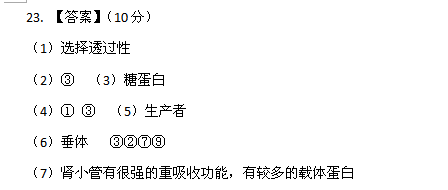 23. 【答案】（10 分）
（1）选择透过性
（2）③ （3）糖蛋白
（4）① ③ （5）生产者
（6）垂体 ③②⑦⑨
（7）肾小管有很强的重吸收功能，有较多的载体蛋白